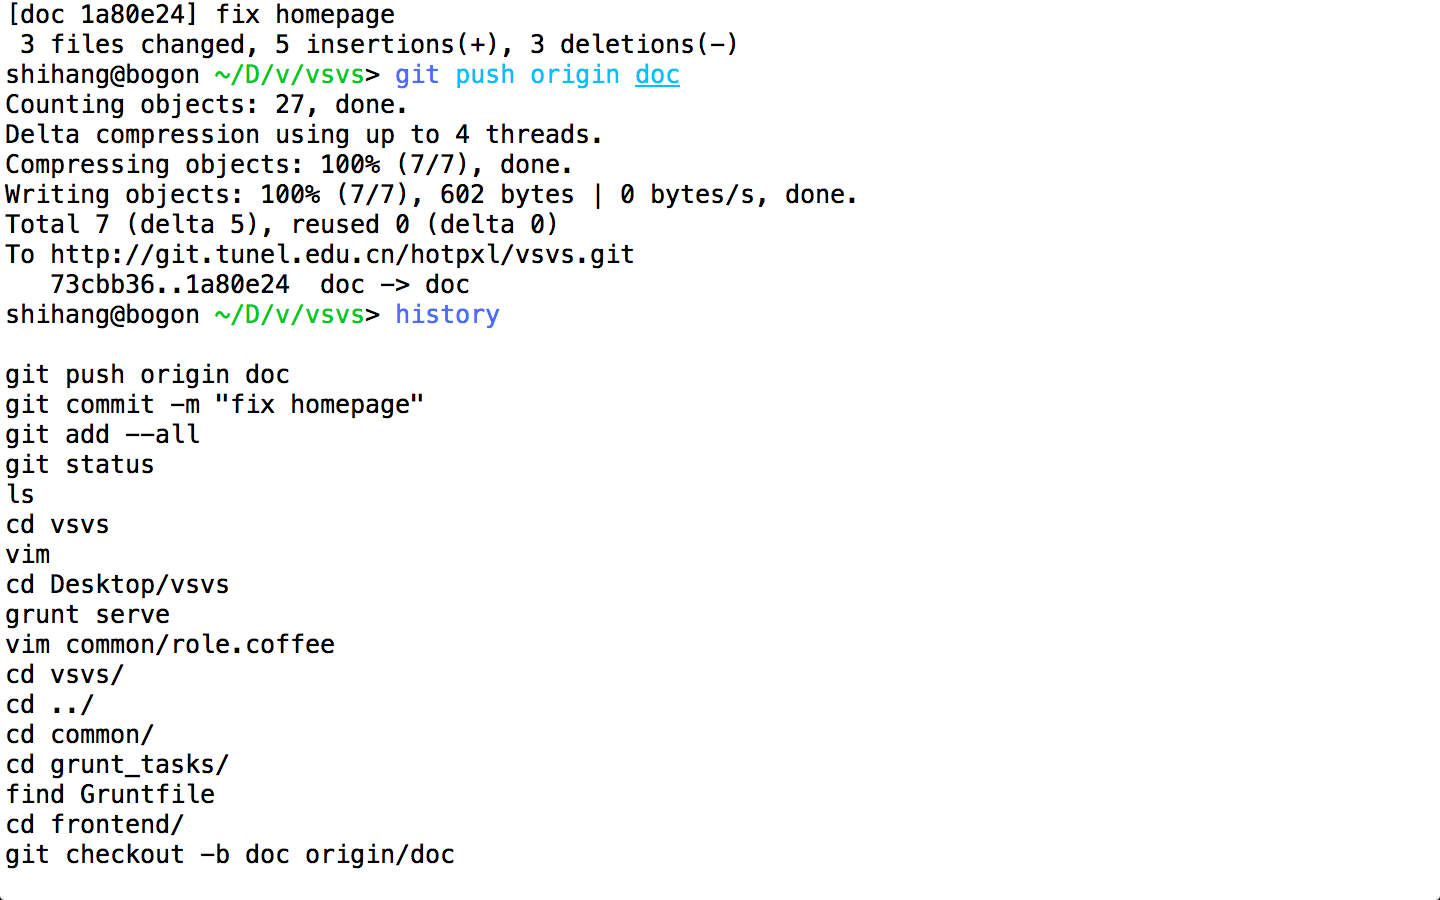 [doc 1a80e24] fix homepage
 3 files changed, 5 insertions(+), 3 deletions(-)
shihang@bogon ~/D/v/vsvs> git push origin doc
Counting objects: 27, done.
Delta compression using up to 4 threads.
Compressing objects: 100% (7/7), done.
Writing objects: 100% (7/7), 602 bytes | 0 bytes/s, done.
Total 7 (delta 5), reused 0 (delta 0)
To http://git.tunel.edu.cn/hotpxl/vsvs.git
   73cbb36..1a80e24  doc -> doc
shihang@bogon ~/D/v/vsvs> history
git push origin doc
git commit -m "fix homepage"
git add --all
git status
ls
cd vsvs
vim
cd Desktop/vsvs
grunt serve
vim common/role.coffee
cd vsvs/
cd ../
cd common/
cd grunt_tasks/
find Gruntfile
cd frontend/
git checkout -b doc origin/doc